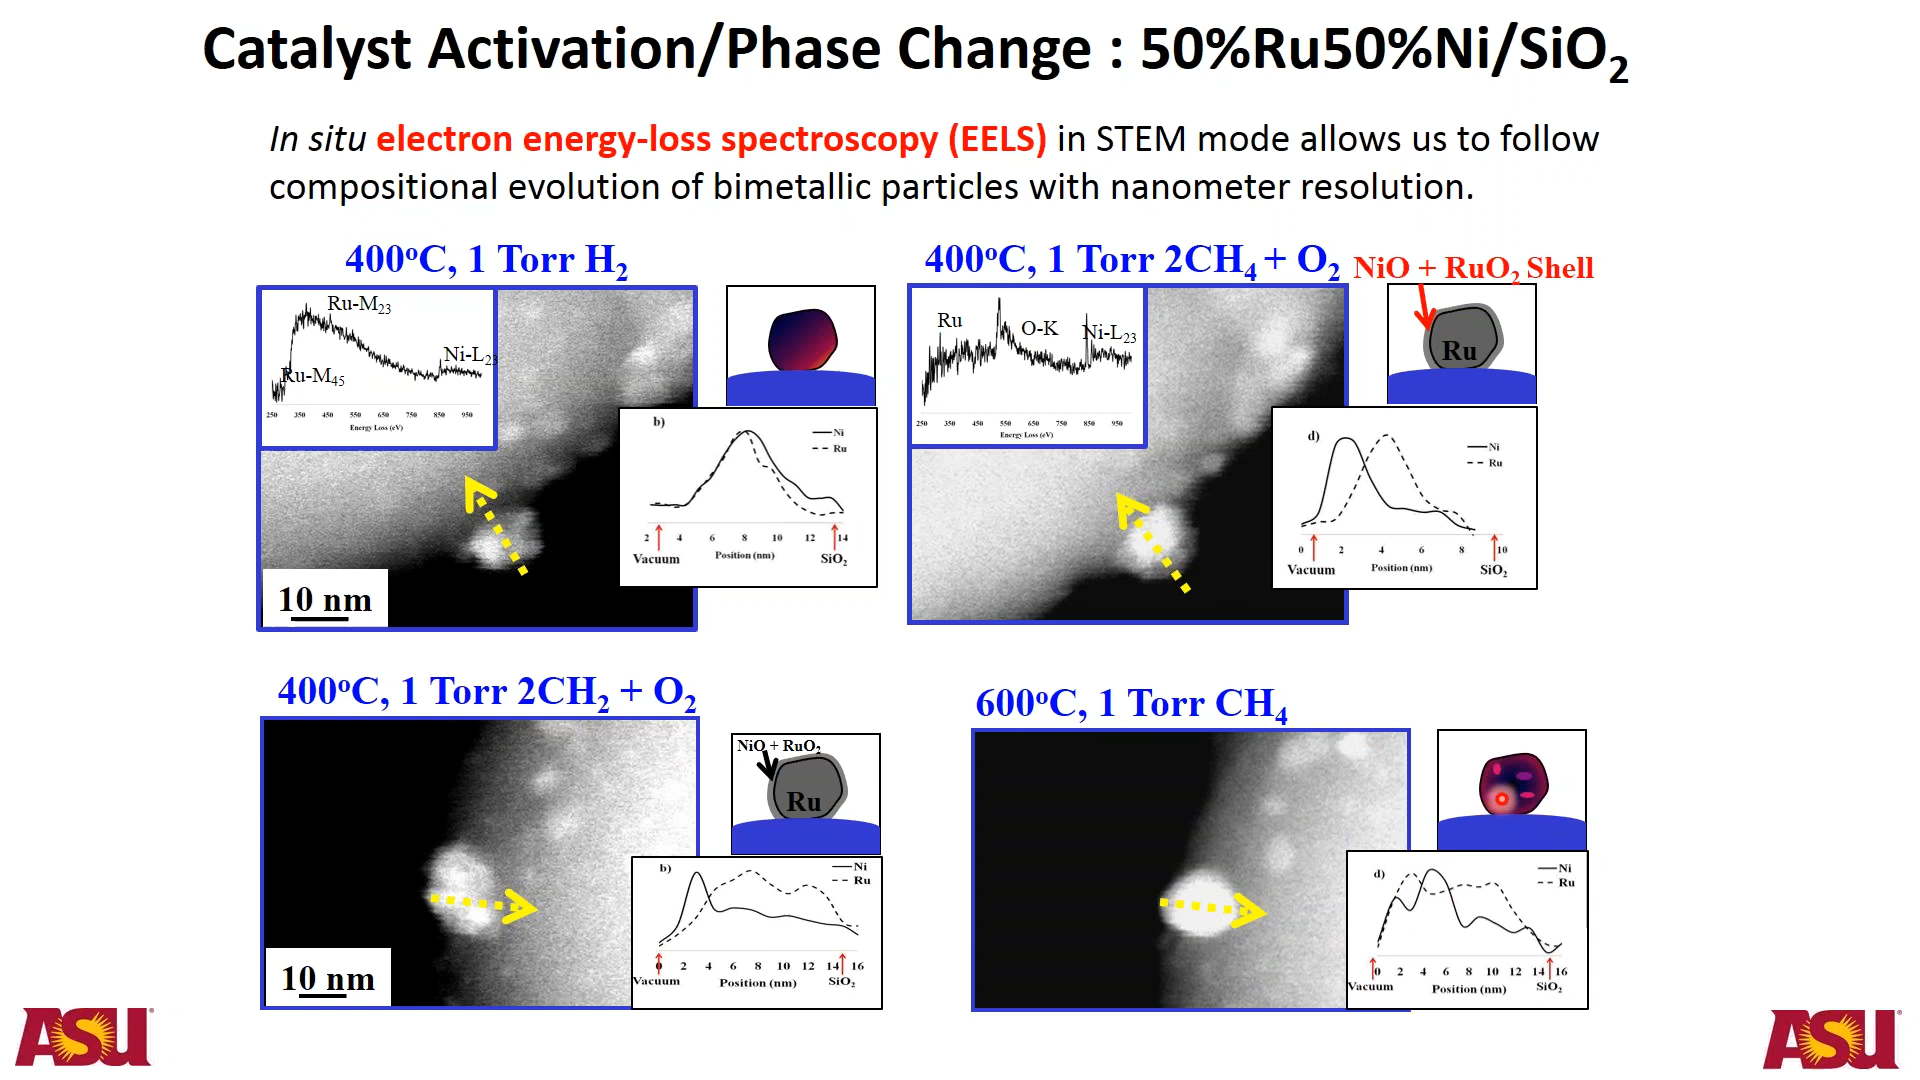 Catalyst Activation/Phase Change : 50%Ru50%Ni/SiO2
In situ electron energy-loss spectroscopy (EELS) in STEM mode allows us to follow
compositional evolution of bimetallic particles with nanometer resolution.
400oC, 1 Torr H2
Ru-M23
Ni-L23
Ru-M45
250 350 450 550 650 750 850 950
Energy Loss (eV)
b)
Ni
Ru
2 4 6 8 10 12 14
Vacuum Position (nm) SiO2
10 nm
400oC, 1 Torr 2CH4 + O2
NiO + RuO2 Shell
Ru
O-K
Ni-L23
250 350 450 550 650 750 850 950
Energy Loss (eV)
Ru
d)
Ni
Ru
0 2 4 6 8 10
Vacuum Position (nm) SiO2
400oC, 1 Torr 2CH2 + O2
NiO + RuO2
Ru
b)
Ni
Ru
0 2 4 6 8 10 12 14 16
Vacuum Position (nm) SiO2
10 nm
600oC, 1 Torr CH4
d)
Ni
Ru
0 2 4 6 8 10 12 14 16
Vacuum Position (nm) SiO2
ASU
ASU